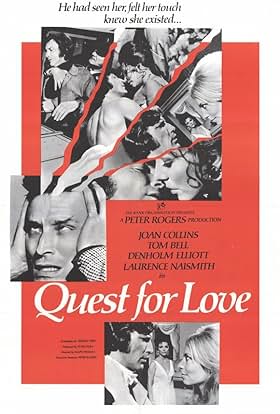 He had seen her, felt her touch
knew she existed...
THE RANK ORGANISATION PRESENTS
A PETER ROGERS PRODUCTION
JOAN COLLINS
TOM BELL
DENHOLM ELLIOTT
LAURENCE NAISMITH
in
Quest for Love